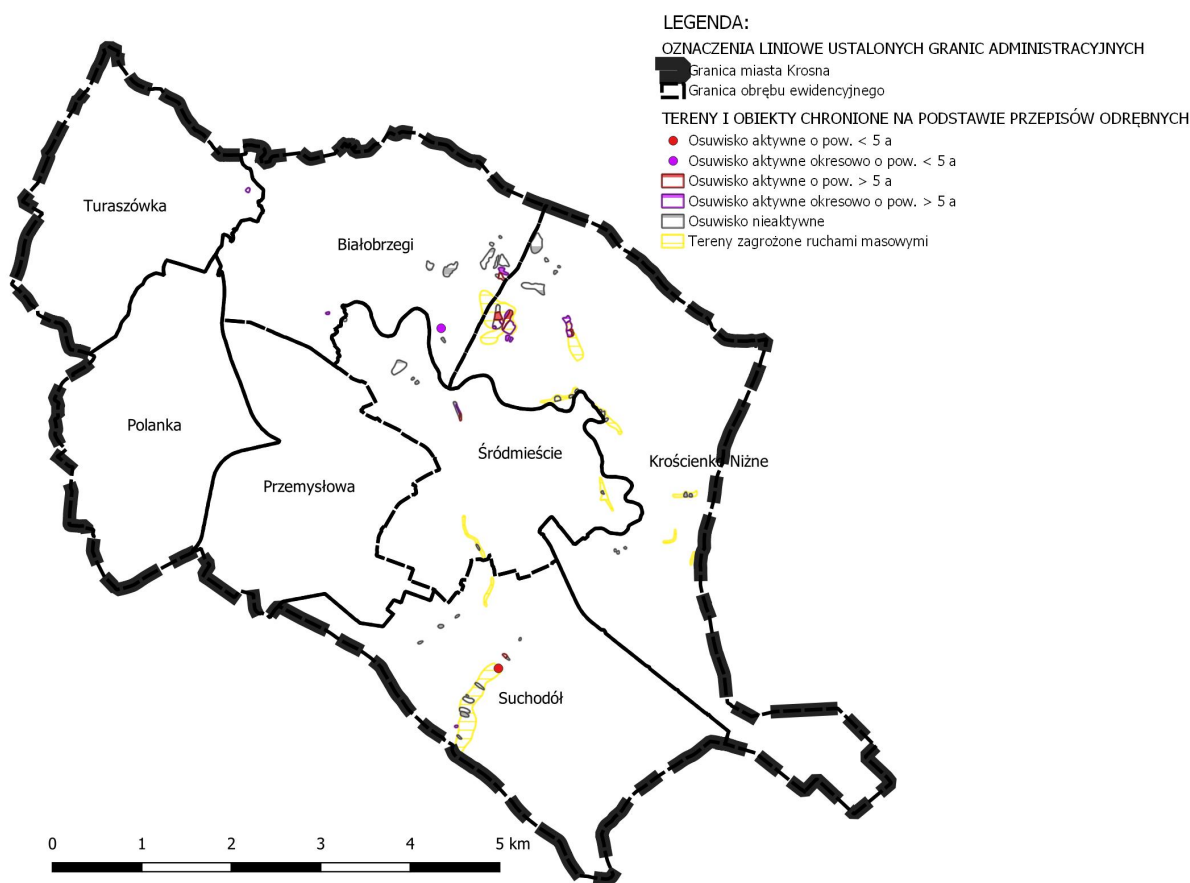 LEGENDA:
OZNACZENIA LINIOWE USTALONYCH GRANIC ADMINISTRACYJNYCH
Granica miasta Krosna
Granica obrębu ewidencyjnego
TERENY I OBIEKTY CHRONIONE NA PODSTAWIE PRZEPISÓW ODRĘBNYCH
Osuwisko aktywne o pow. < 5 a
Osuwisko aktywne okresowo o pow. < 5 a
Osuwisko aktywne o pow. > 5 a
Osuwisko aktywne okresowo o pow. > 5 a
Osuwisko nieaktywne
Tereny zagrożone ruchami masowymi
Turaszówka
Białobrzegi
Polanka
Śródmieście
Krościenko Niżne
Przemysłowa
Suchodół
0 1 2 3 4 5 km